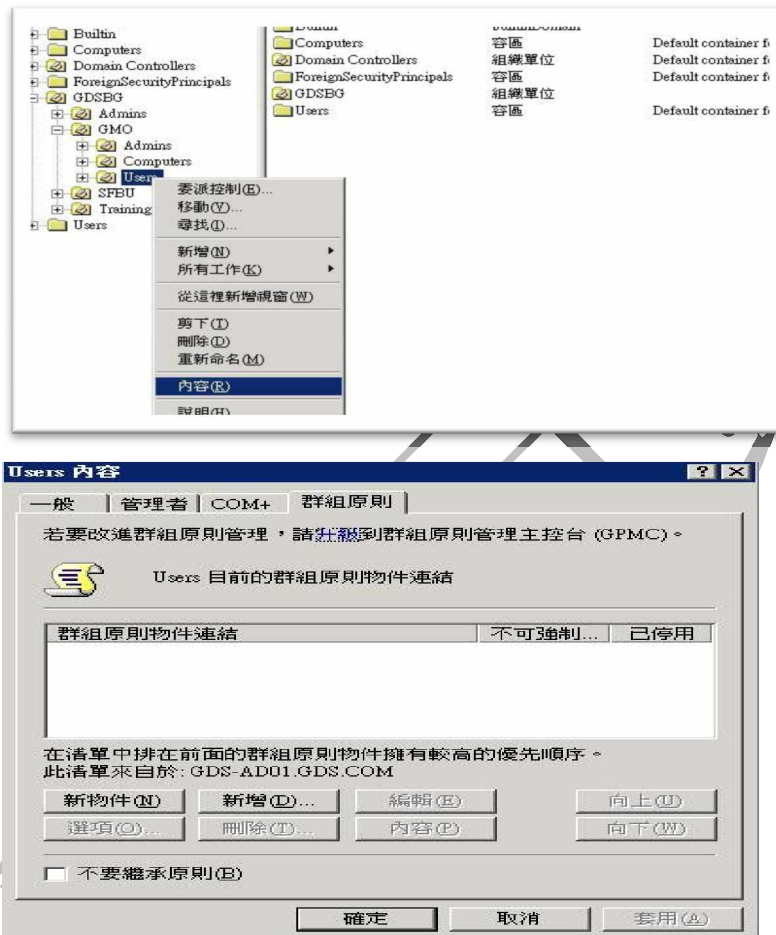 Builtin
Computers
Domain Controllers
ForeignSecurityPrincipals
GDSBG
Admins
GMO
Admins
Computers
Users
SFBU
Training
Users
Computers 容區 Default container f
Domain Controllers 組織單位
ForeignSecurityPrincipals 容區 Default container f
GDSBG 組織單位
Users 容區 Default container f
委派控制(E)...
移動(V)...
尋找(I)...
新增(N)
所有工作(K)
從這裡新增視窗(W)
剪下(T)
刪除(D)
重新命名(M)
內容(R)
說明(H)
Users 內容
一般 管理者 COM+ 群組原則
若要改進群組原則管理，請升級到群組原則管理主控台 (GPMC)。
Users 目前的群組原則物件連結
群組原則物件連結 不可強制... 已停用
在清單中排在前面的群組原則物件擁有較高的優先順序。
此清單來自於: GDS-AD01.GDS.COM
新物件(N) 新增(D)... 編輯(E) 向上(U)
選項(O)... 刪除(T)... 內容(P) 向下(W)
不要繼承原則(B)
確定 取消 套用(A)